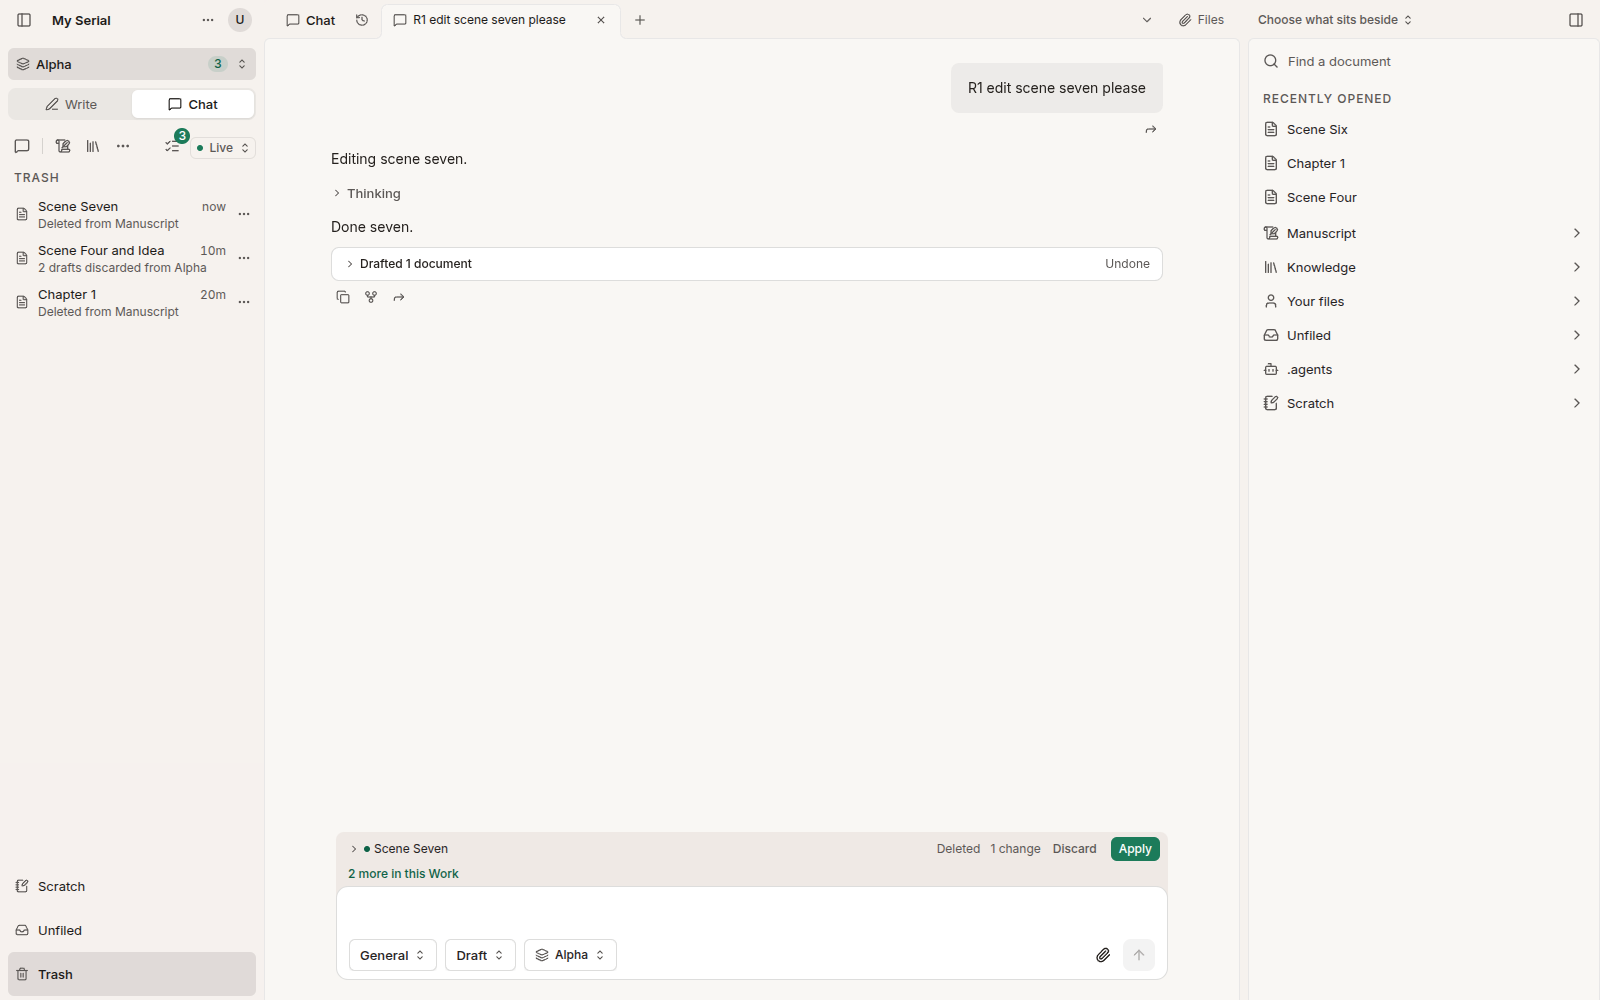 My Serial
U
Chat
R1 edit scene seven please
Files
Choose what sits beside
Alpha
3
Write
Chat
3
Live
TRASH
Scene Seven
now
Deleted from Manuscript
Scene Four and Idea
10m
2 drafts discarded from Alpha
Chapter 1
20m
Deleted from Manuscript
Scratch
Unfiled
Trash
R1 edit scene seven please
Editing scene seven.
Thinking
Done seven.
Drafted 1 document
Undone
Scene Seven
Deleted
1 change
Discard
Apply
2 more in this Work
General
Draft
Alpha
Find a document
RECENTLY OPENED
Scene Six
Chapter 1
Scene Four
Manuscript
Knowledge
Your files
Unfiled
.agents
Scratch